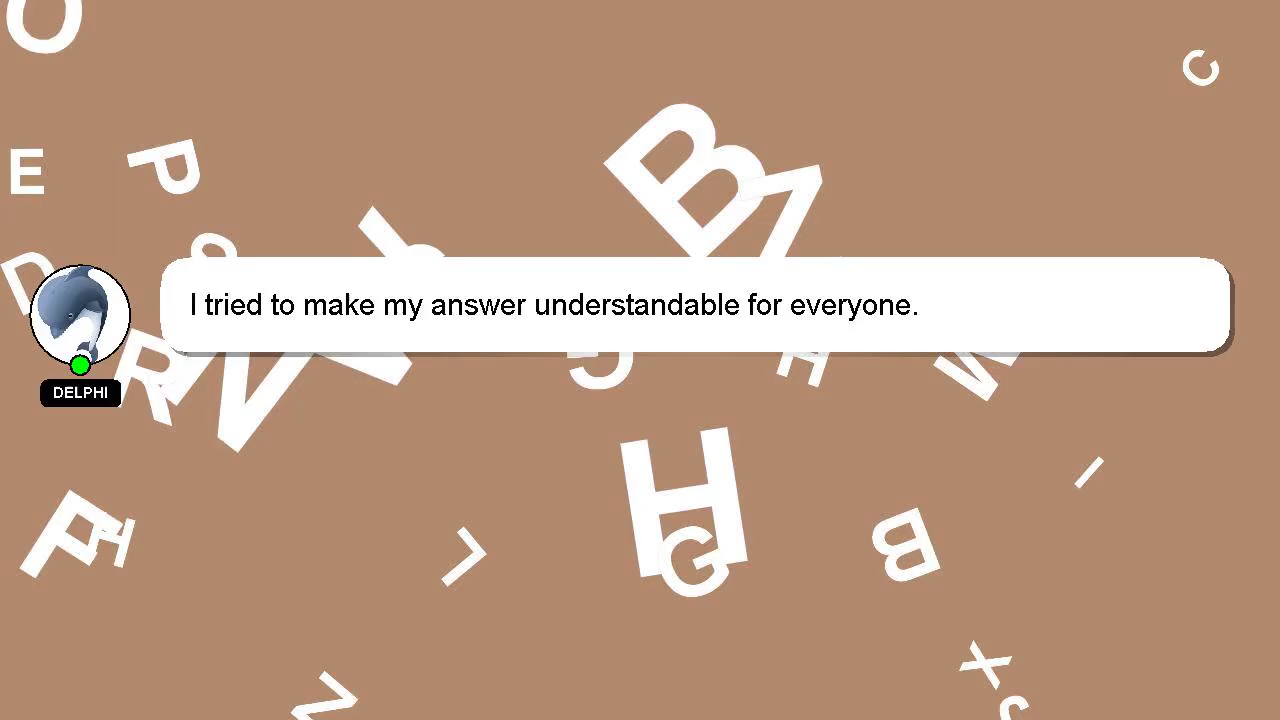 I tried to make my answer understandable for everyone.
DELPHI
O
C
E
P
B
Z
S
D
R
N
G
H
M
I
F
H
H
G
L
B
X
J
Z